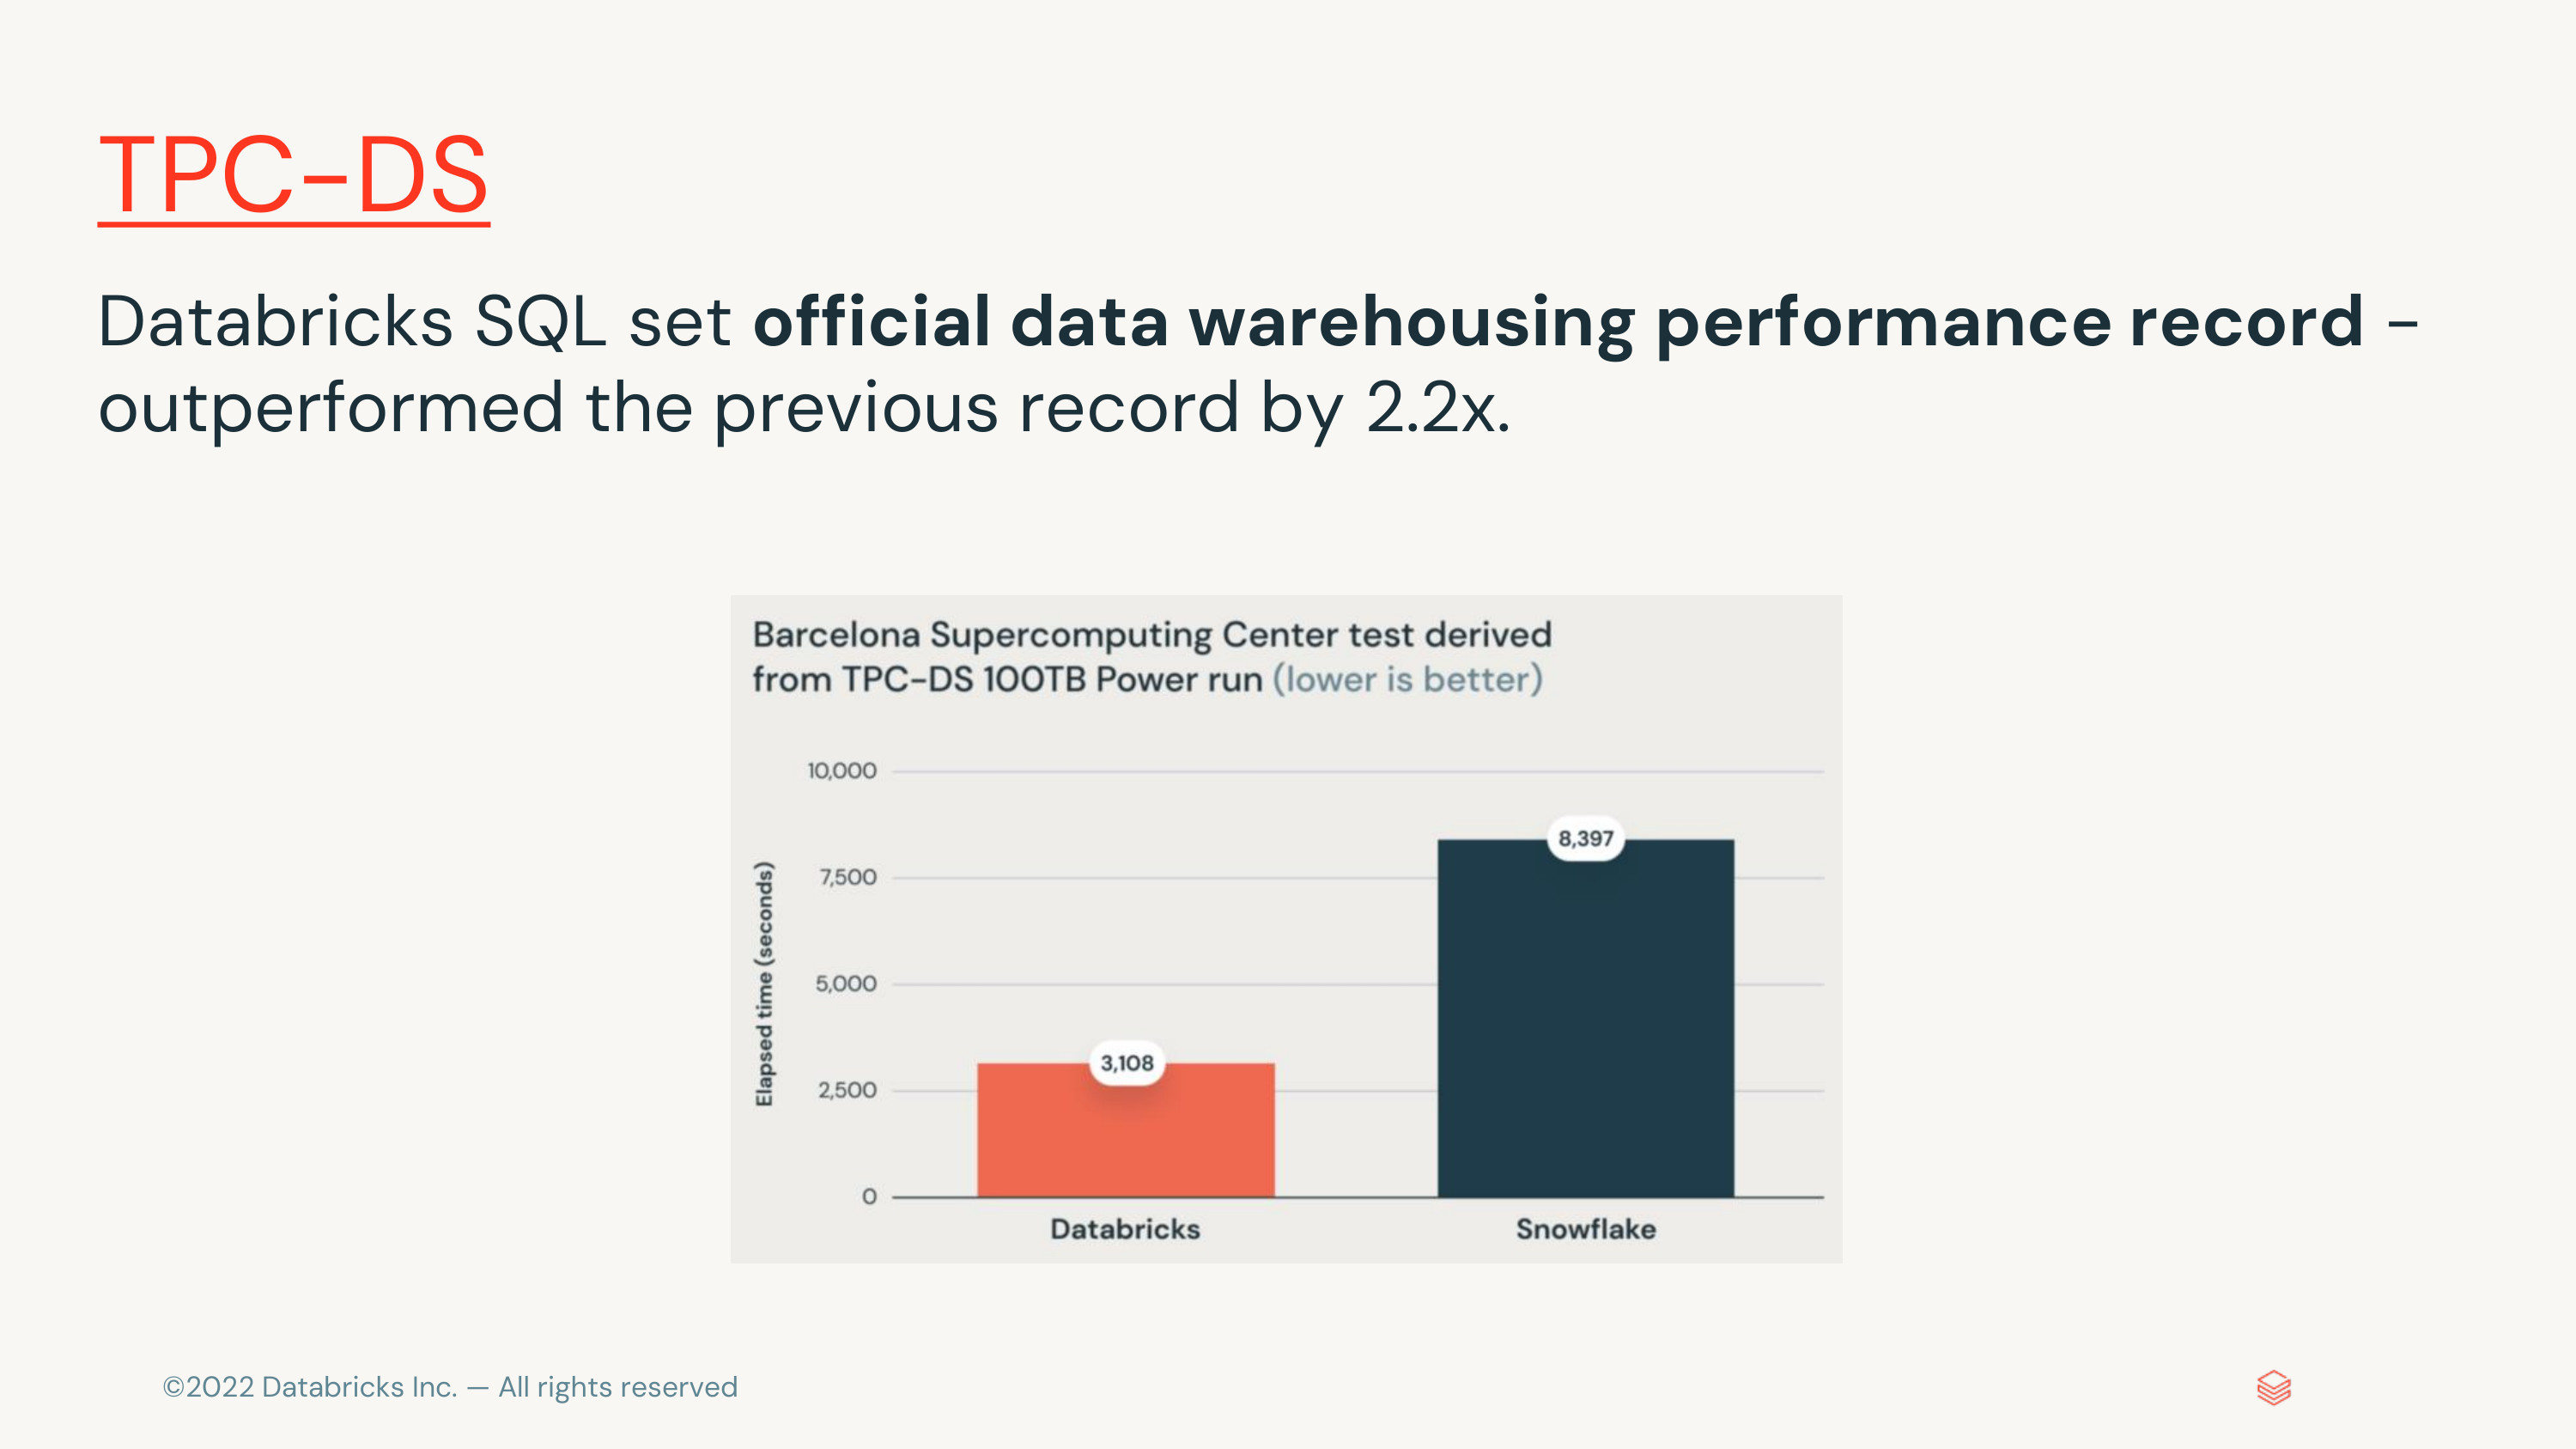 TPC-DS
Databricks SQL set official data warehousing performance record -
outperformed the previous record by 2.2x.
Barcelona Supercomputing Center test derived
from TPC-DS 100TB Power run (lower is better)
Elapsed time (seconds)
10,000
7,500
5,000
2,500
0
3,108
8,397
Databricks
Snowflake
©2022 Databricks Inc. — All rights reserved